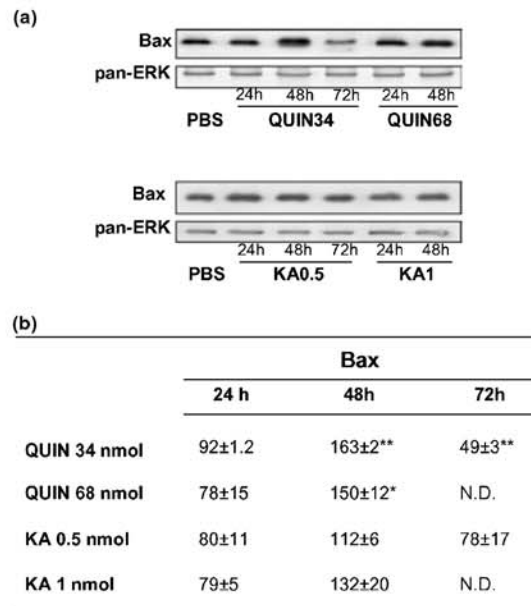 (a)
Bax
pan-ERK
24h 48h 72h 24h 48h
PBS QUIN34 QUIN68
Bax
pan-ERK
24h 48h 72h 24h 48h
PBS KA0.5 KA1
(b)
Bax
24 h 48h 72h
QUIN 34 nmol 92±1.2 163±2** 49±3**
QUIN 68 nmol 78±15 150±12* N.D.
KA 0.5 nmol 80±11 112±6 78±17
KA 1 nmol 79±5 132±20 N.D.